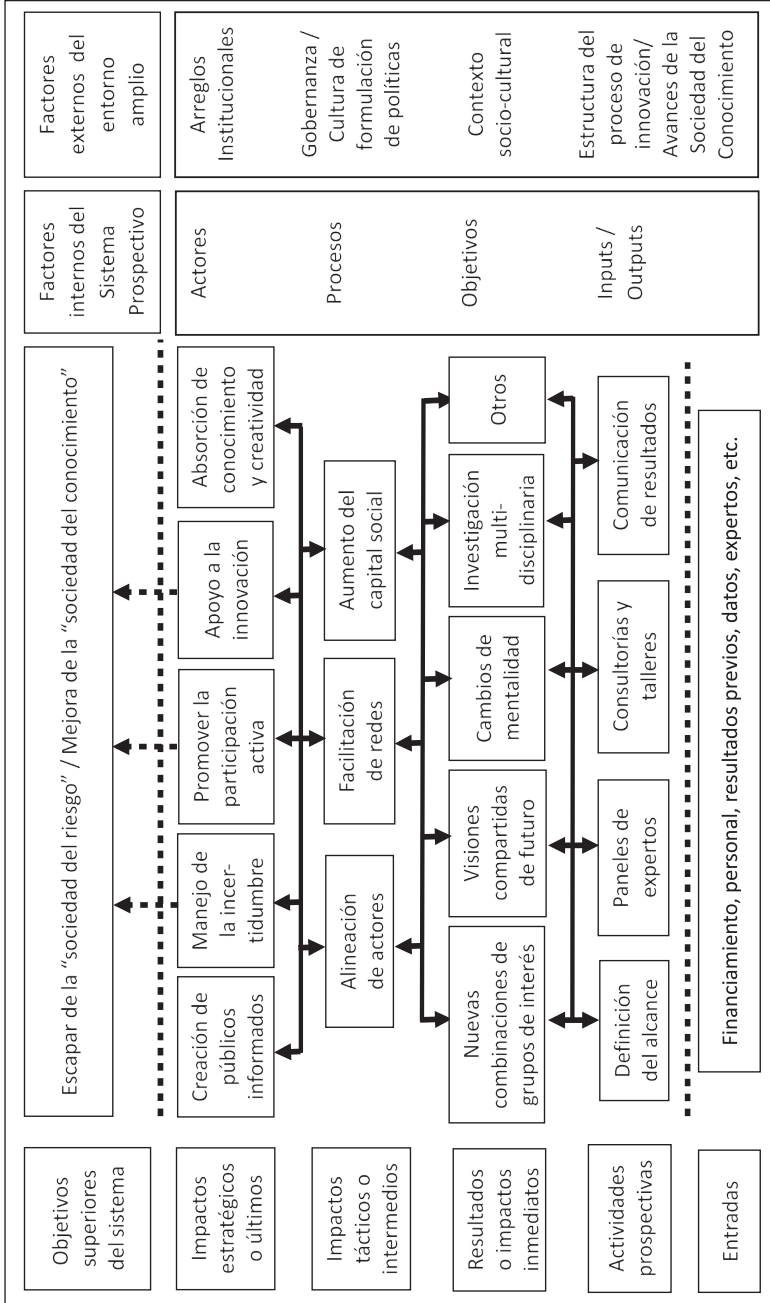 Objetivos
superiores
del sistema
Escapar de la “sociedad del riesgo” / Mejora de la “sociedad del conocimiento”
Factores
internos del
Sistema
Prospectivo
Factores
externos del
entorno
amplio
Impactos
estratégicos
o últimos
Creación de
públicos
informados
Manejo de
la incer-
tidumbre
Promover la
participación
activa
Apoyo a la
innovación
Absorción de
conocimiento
y creatividad
Actores
Arreglos
Institucionales
Impactos
tácticos o
intermedios
Alineación
de actores
Facilitación
de redes
Aumento del
capital social
Procesos
Gobernanza /
Cultura de
formulación
de políticas
Resultados
o impactos
inmediatos
Nuevas
combinaciones de
grupos de interés
Visiones
compartidas
de futuro
Cambios de
mentalidad
Investigación
multi-
disciplinaria
Otros
Objetivos
Contexto
socio-cultural
Actividades
prospectivas
Definición
del alcance
Paneles de
expertos
Consultorías y
talleres
Comunicación
de resultados
Inputs /
Outputs
Estructura del
proceso de
innovación/
Avances de la
Sociedad del
Conocimiento
Entradas
Financiamiento, personal, resultados previos, datos, expertos, etc.